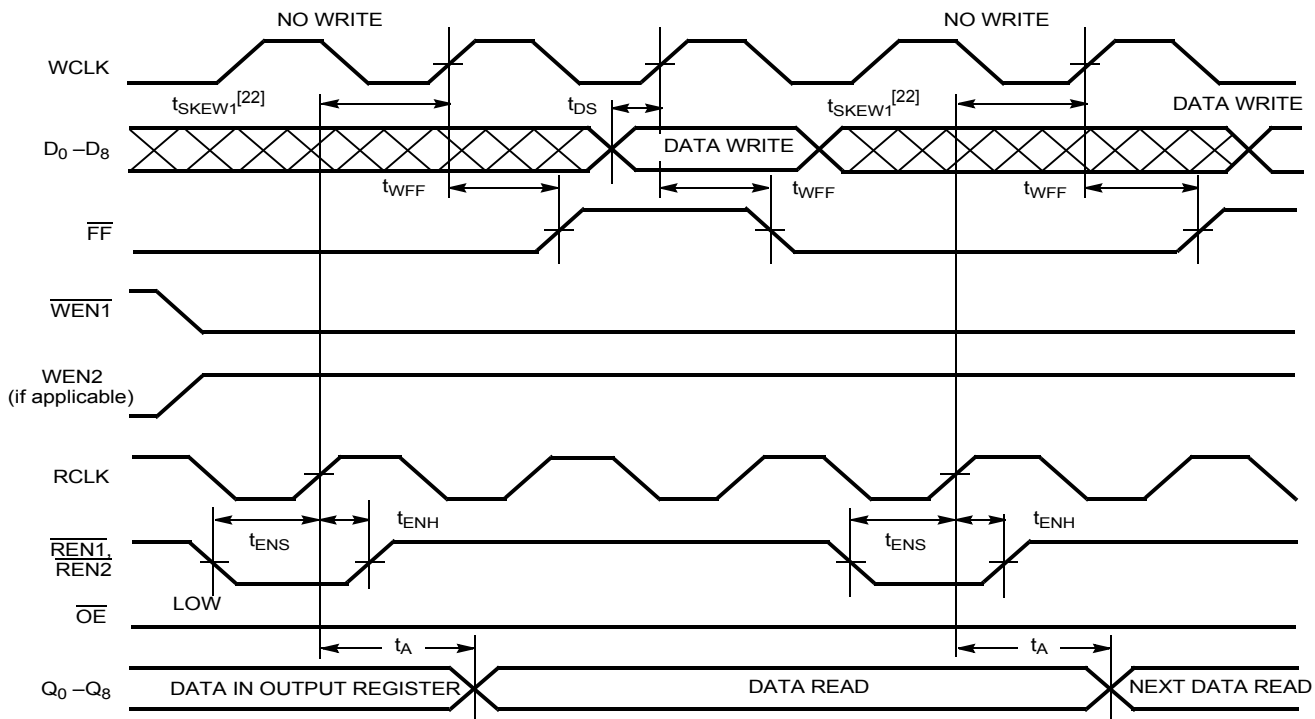 NO WRITE NO WRITE
WCLK
tSKEW1[22] tDS tSKEW1[22] DATA WRITE
D0 –D8 DATA WRITE
tWFF tWFF tWFF
FF
WEN1
WEN2
(if applicable)
RCLK
tENH tENH
tENS tENS
REN1,
REN2
LOW
OE
tA tA
Q0 –Q8 DATA IN OUTPUT REGISTER DATA READ NEXT DATA READ